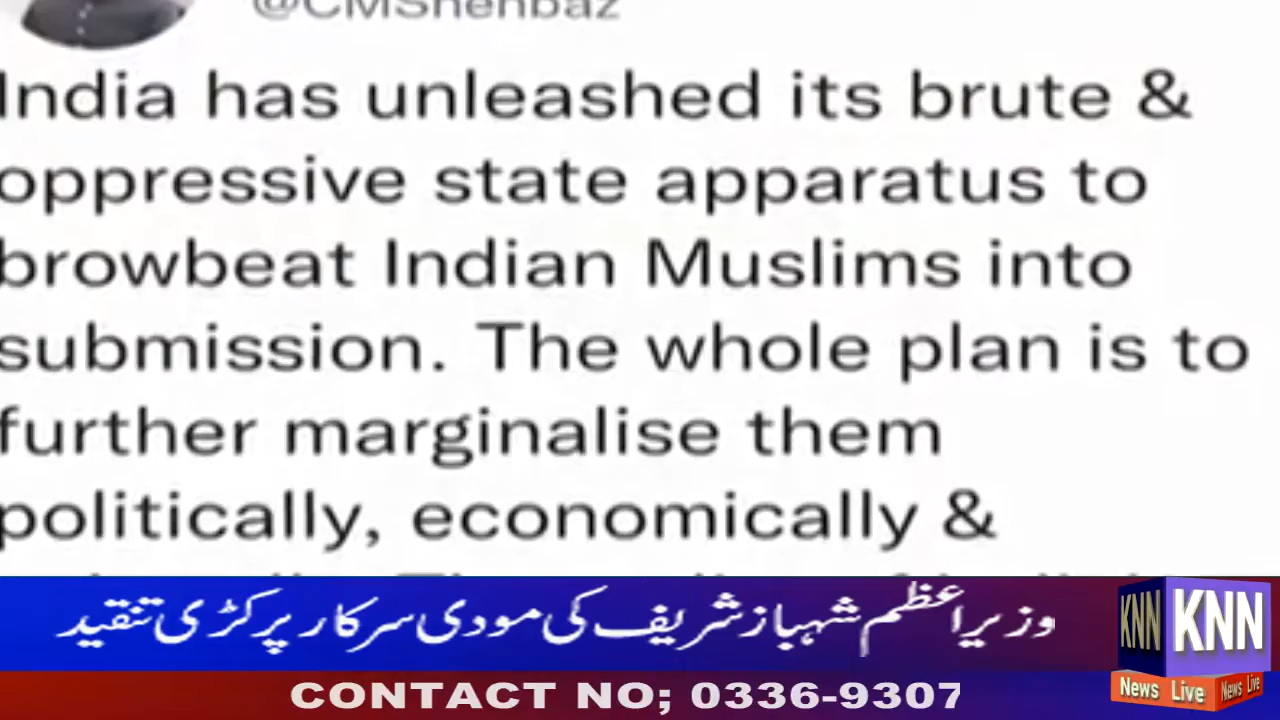 @CMShehbaz
India has unleashed its brute &
oppressive state apparatus to
browbeat Indian Muslims into
submission. The whole plan is to
further marginalise them
politically, economically &
وزیراعظم شہباز شریف کی مودی سرکار پر کڑی تنقید
KNN KNN
News Live News Live
CONTACT NO; 0336-9307